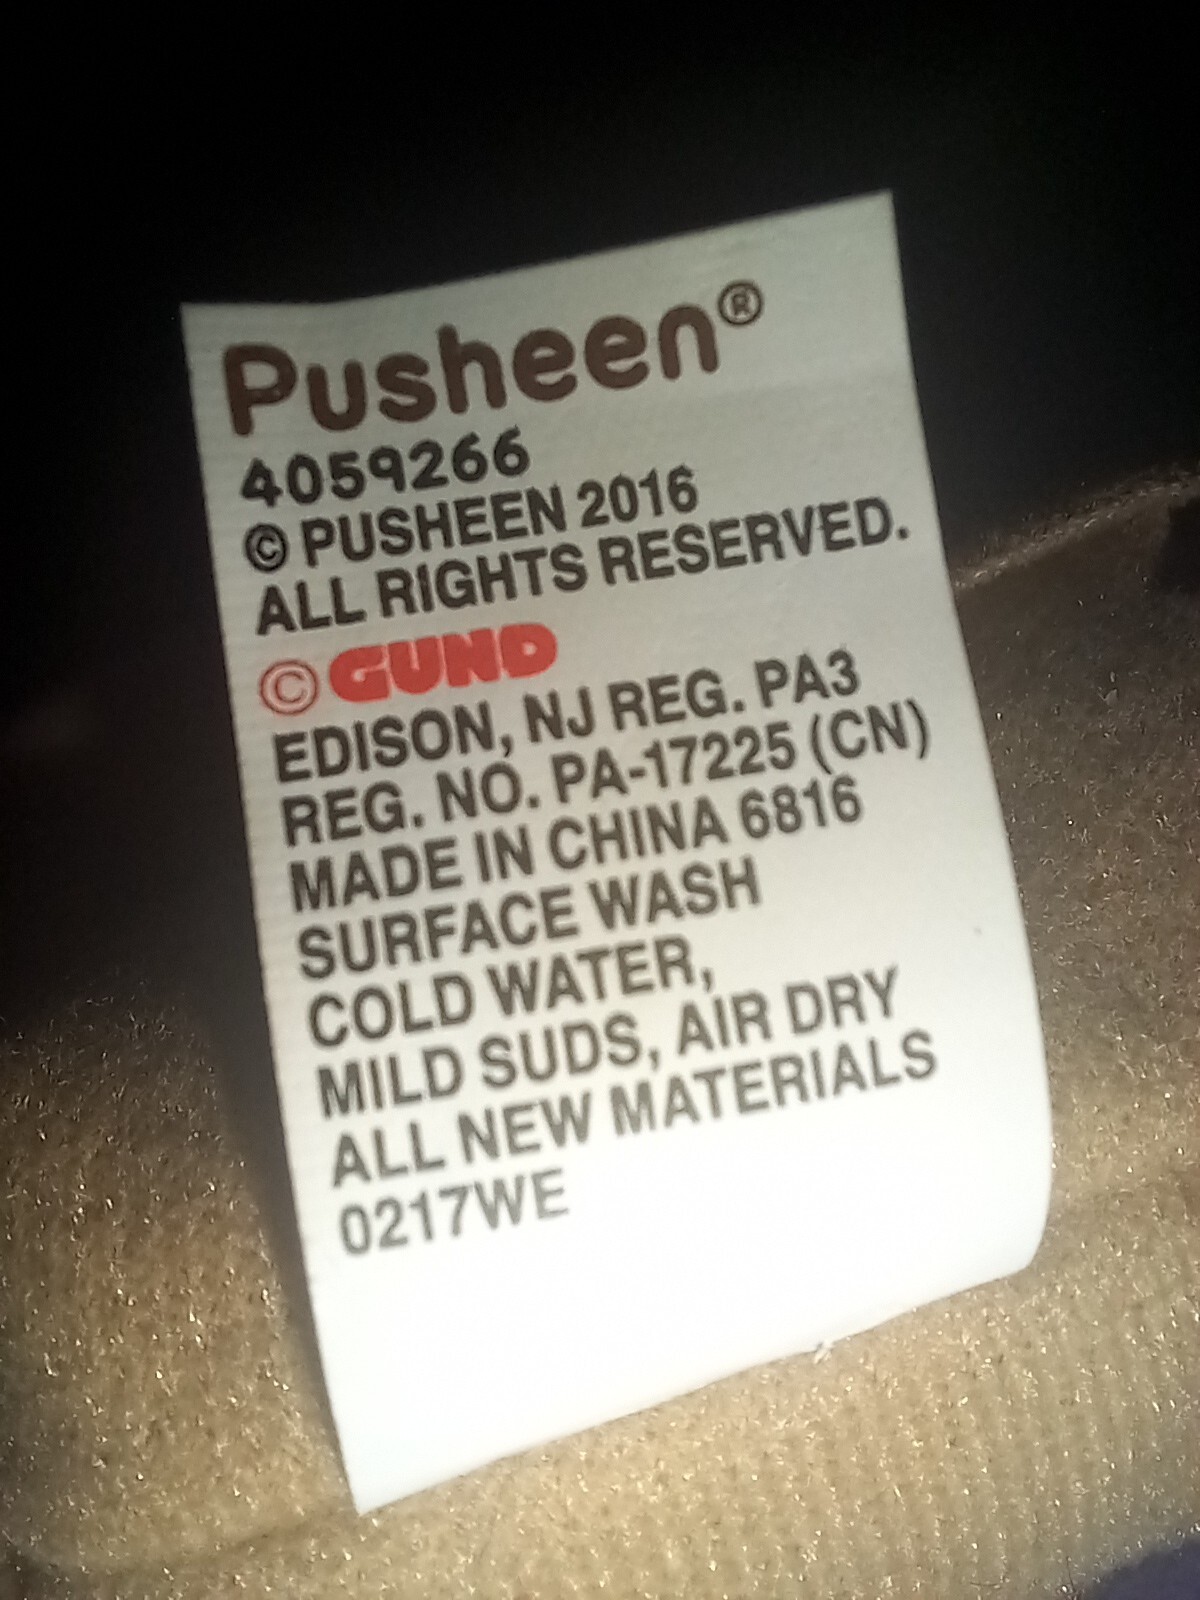 Pusheen®
4059266
© PUSHEEN 2016
ALL RIGHTS RESERVED.
© GUND
EDISON, NJ REG. PA3
REG. NO. PA-17225 (CN)
MADE IN CHINA 6816
SURFACE WASH
COLD WATER,
MILD SUDS, AIR DRY
ALL NEW MATERIALS
0217WE